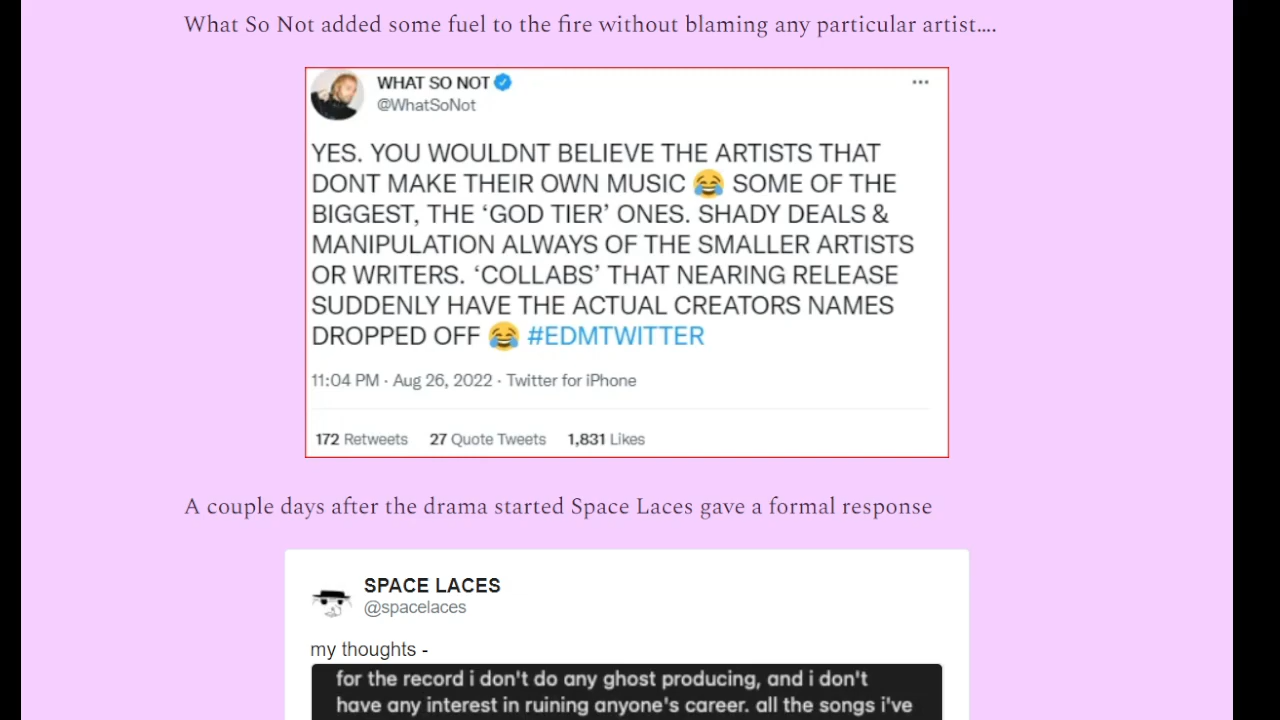 What So Not added some fuel to the fire without blaming any particular artist....
WHAT SO NOT
@WhatSoNot
YES. YOU WOULDNT BELIEVE THE ARTISTS THAT
DONT MAKE THEIR OWN MUSIC 😂 SOME OF THE
BIGGEST, THE ‘GOD TIER’ ONES. SHADY DEALS &
MANIPULATION ALWAYS OF THE SMALLER ARTISTS
OR WRITERS. ‘COLLABS’ THAT NEARING RELEASE
SUDDENLY HAVE THE ACTUAL CREATORS NAMES
DROPPED OFF 😂 #EDMTWITTER
11:04 PM · Aug 26, 2022 · Twitter for iPhone
172 Retweets 27 Quote Tweets 1,831 Likes
A couple days after the drama started Space Laces gave a formal response
SPACE LACES
@spacelaces
my thoughts -
for the record i don't do any ghost producing, and i don't
have any interest in ruining anyone's career. all the songs i've